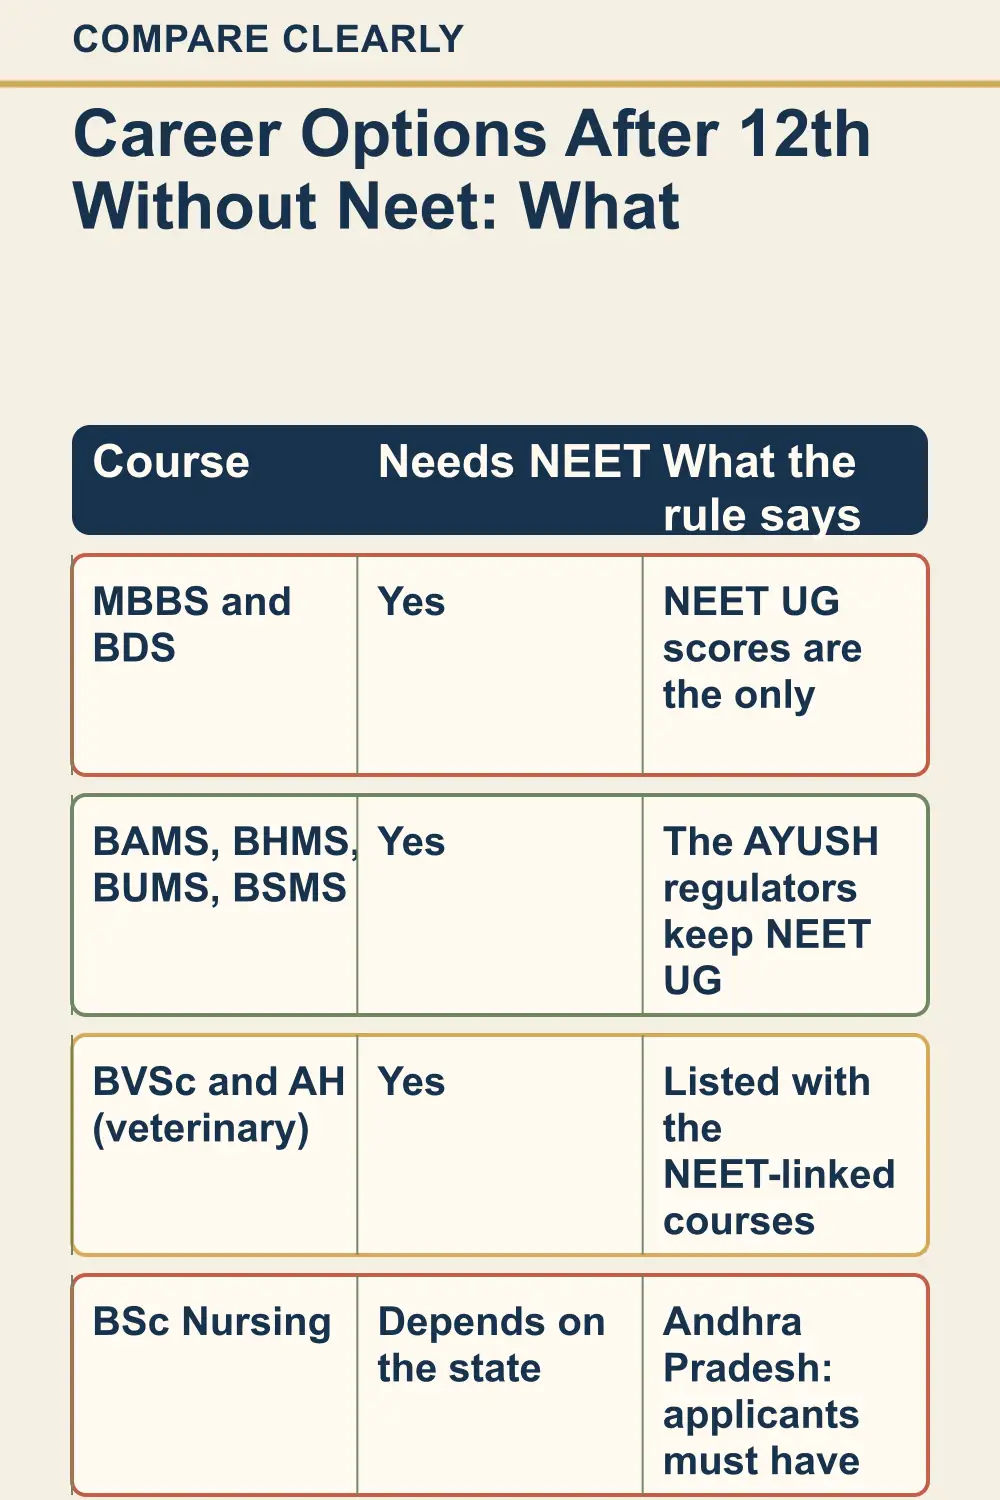 COMPARE CLEARLY
Career Options After 12th
Without Neet: What
Course
Needs NEET
What the
rule says
MBBS and
BDS
Yes
NEET UG
scores are
the only
BAMS, BHMS,
BUMS, BSMS
Yes
The AYUSH
regulators
keep NEET
UG
BVSc and AH
(veterinary)
Yes
Listed with
the
NEET-linked
courses
BSc Nursing
Depends on
the state
Andhra
Pradesh:
applicants
must have